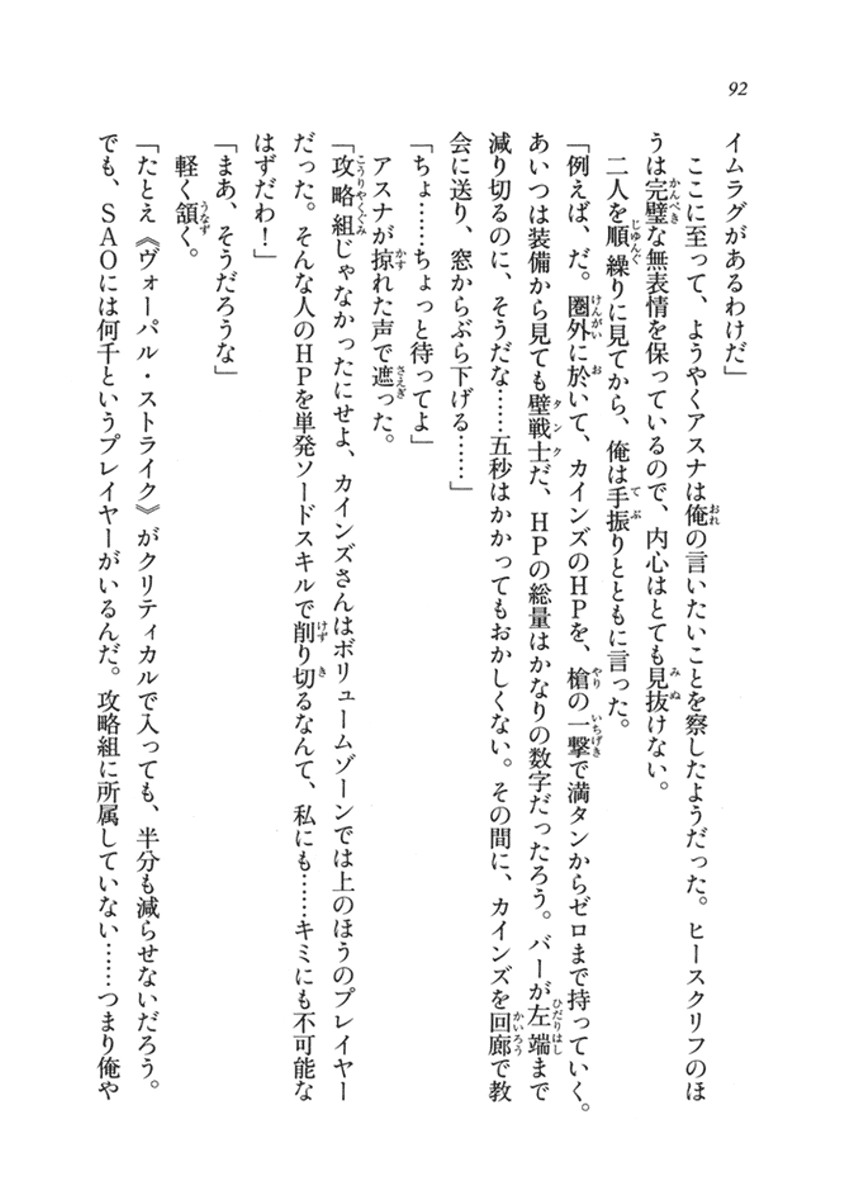 92
イムラグがあるわけだ」
ここに至って、ようやくアスナは俺の言いたいことを察したようだった。ヒースクリフのほ
うは完璧な無表情を保っているので、内心はとても見抜けない。
二人を順繰りに見てから、俺は手振りとともに言った。
「例えば、だ。圏外に於いて、カインズのHPを、槍の一撃で満タンからゼロまで持っていく。
あいつは装備から見ても壁戦士だ、HPの総量はかなりの数字だったろう。バーが左端まで
減り切るのに、そうだな……五秒はかかってもおかしくない。その間に、カインズを回廊で教
会に送り、窓からぶら下げる……」
「ちょ……ちょっと待ってよ」
アスナが掠れた声で遮った。
「攻略組じゃなかったにせよ、カインズさんはボリュームゾーンでは上のほうのプレイヤー
だった。そんな人のHPを単発ソードスキルで削り切るなんて、私にも……キミにも不可能な
はずだわ！」
「まあ、そうだろうな」
軽く頷く。
「たとえ《ヴォーパル・ストライク》がクリティカルで入っても、半分も減らせないだろう。
でも、SAOには何千というプレイヤーがいるんだ。攻略組に所属していない……つまり俺や